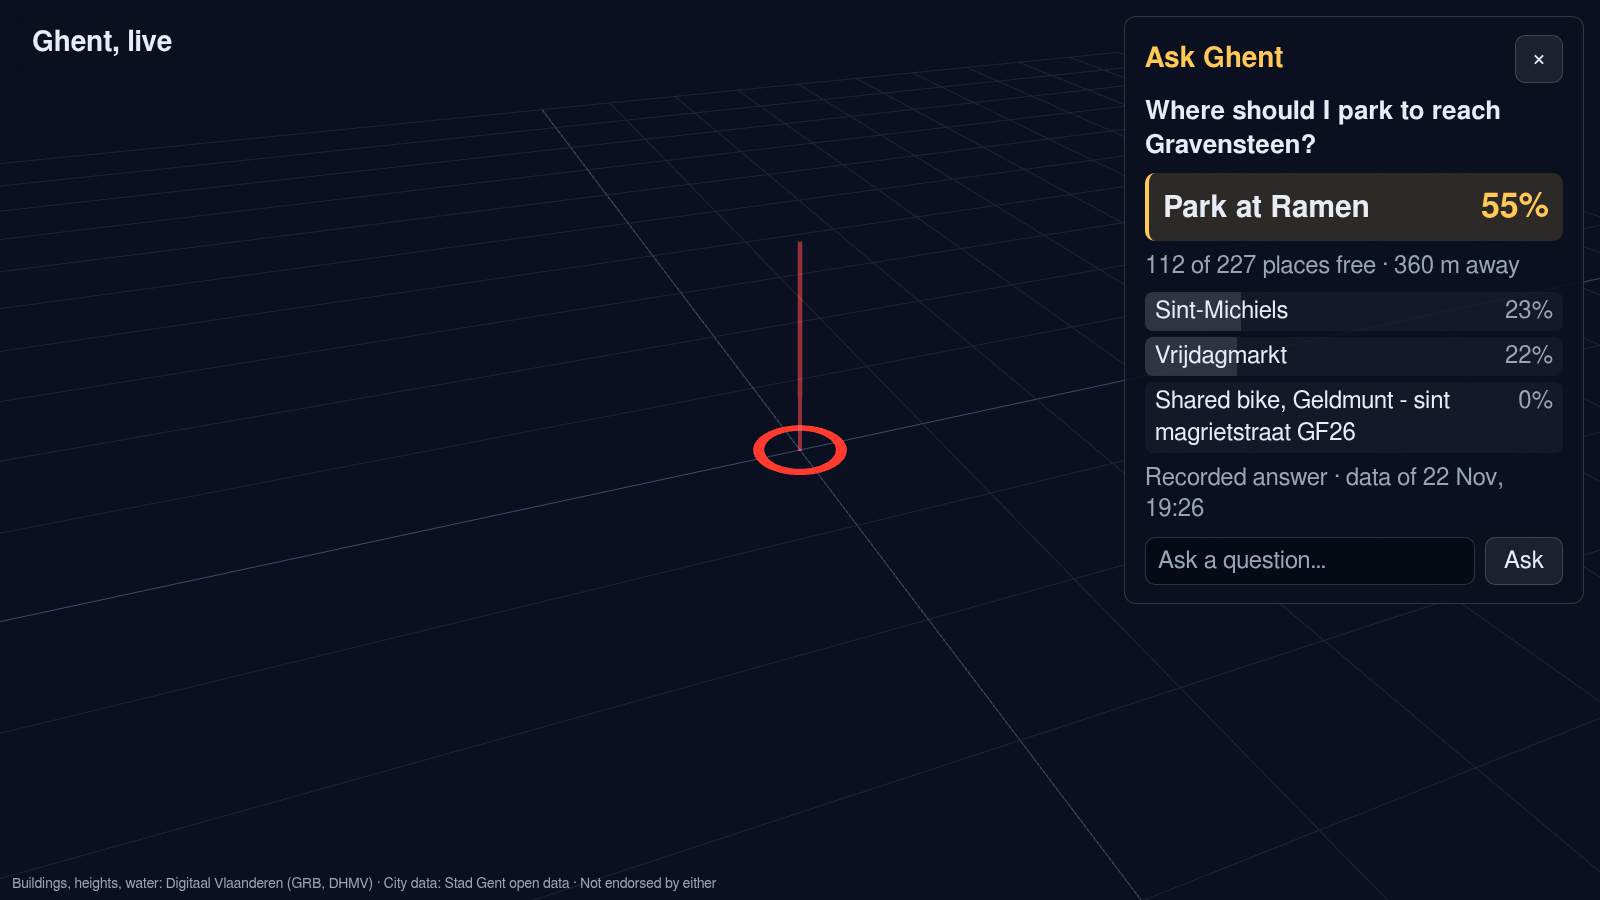 Ghent, live
Ask Ghent
×
Where should I park to reach
Gravensteen?
Park at Ramen 55%
112 of 227 places free · 360 m away
Sint-Michiels 23%
Vrijdagmarkt 22%
Shared bike, Geldmunt - sint 0%
magrietstraat GF26
Recorded answer · data of 22 Nov,
19:26
Ask a question... Ask
Buildings, heights, water: Digitaal Vlaanderen (GRB, DHMV) · City data: Stad Gent open data · Not endorsed by either